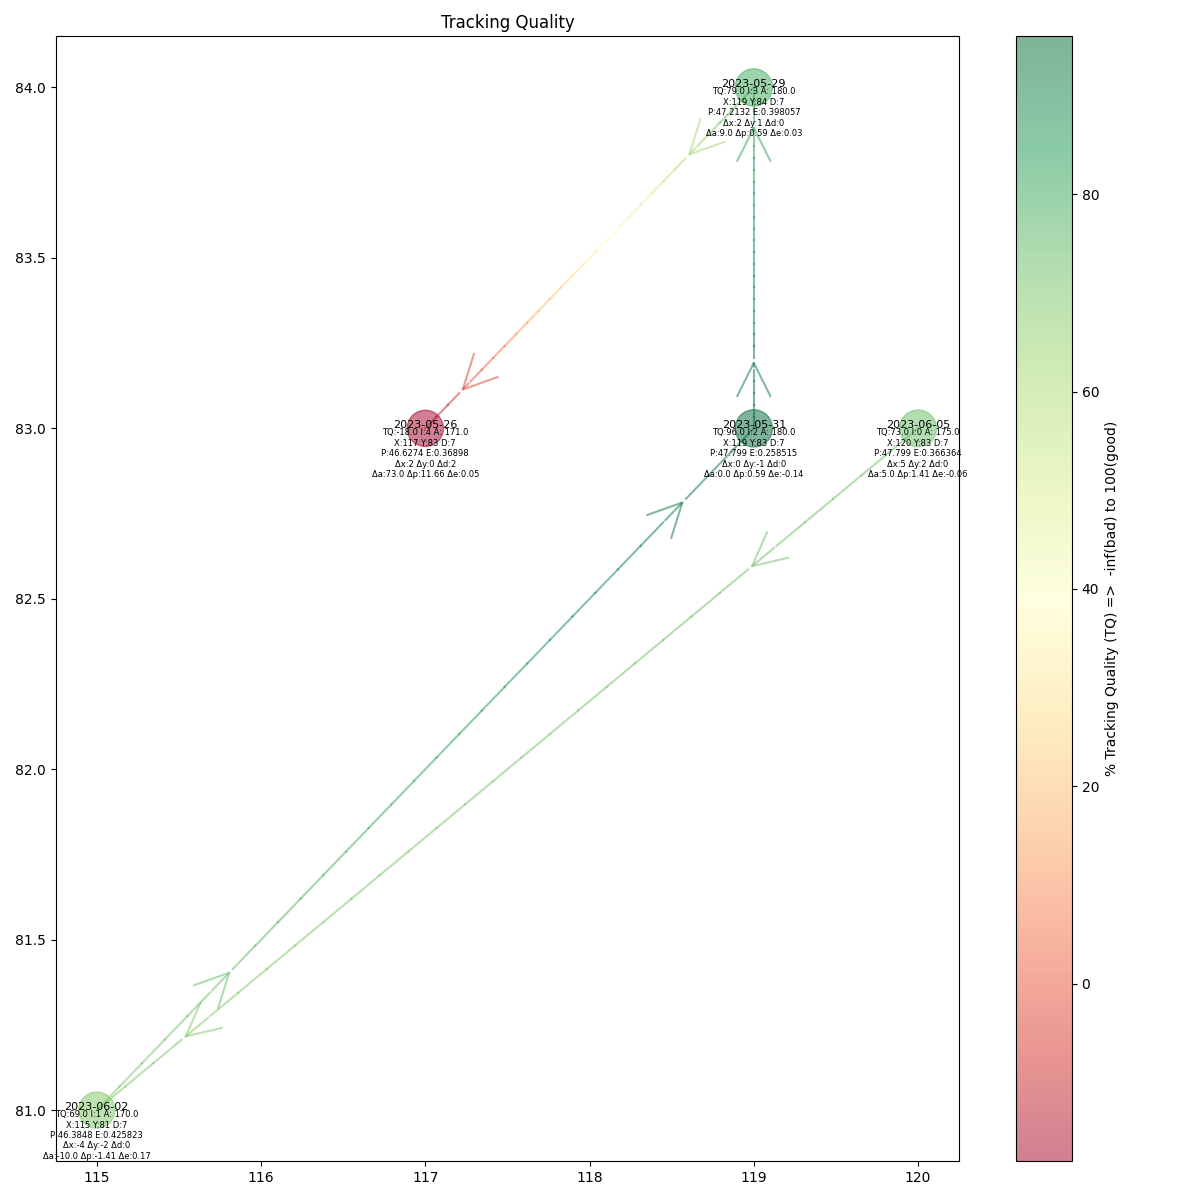 Tracking Quality
84.0
83.5
83.0
82.5
82.0
81.5
81.0
115
116
117
118
119
120
2023-05-29
TQ:79.0 I:3 A: 180.0
X:119 Y:84 D:7
P:47.2132 E:0.398057
Δx:2 Δy:1 Δd:0
Δa:9.0 Δp:0.59 Δe:0.03
2023-05-26
TQ:-18.0 I:4 A: 171.0
X:117 Y:83 D:7
P:46.6274 E:0.36898
Δx:2 Δy:0 Δd:2
Δa:73.0 Δp:11.66 Δe:0.05
2023-05-31
TQ:96.0 I:2 A: 180.0
X:119 Y:83 D:7
P:47.799 E:0.258515
Δx:0 Δy:-1 Δd:0
Δa:0.0 Δp:0.59 Δe:-0.14
2023-06-05
TQ:73.0 I:0 A: 175.0
X:120 Y:83 D:7
P:47.799 E:0.366364
Δx:5 Δy:2 Δd:0
Δa:5.0 Δp:1.41 Δe:-0.06
2023-06-02
TQ:69.0 I:1 A: 170.0
X:115 Y:81 D:7
P:46.3848 E:0.425823
Δx:-4 Δy:-2 Δd:0
Δa:-10.0 Δp:-1.41 Δe:0.17
80
60
40
20
0
% Tracking Quality (TQ) => -inf(bad) to 100(good)